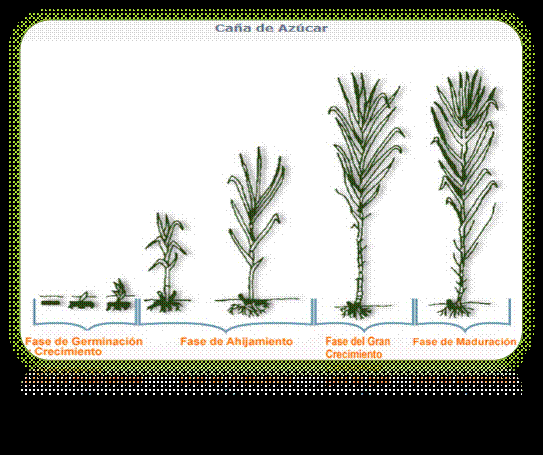 Caña de Azúcar
Fase de Germinación
Crecimiento
Fase de Ahijamiento
Fase del Gran
Crecimiento
Fase de Maduración